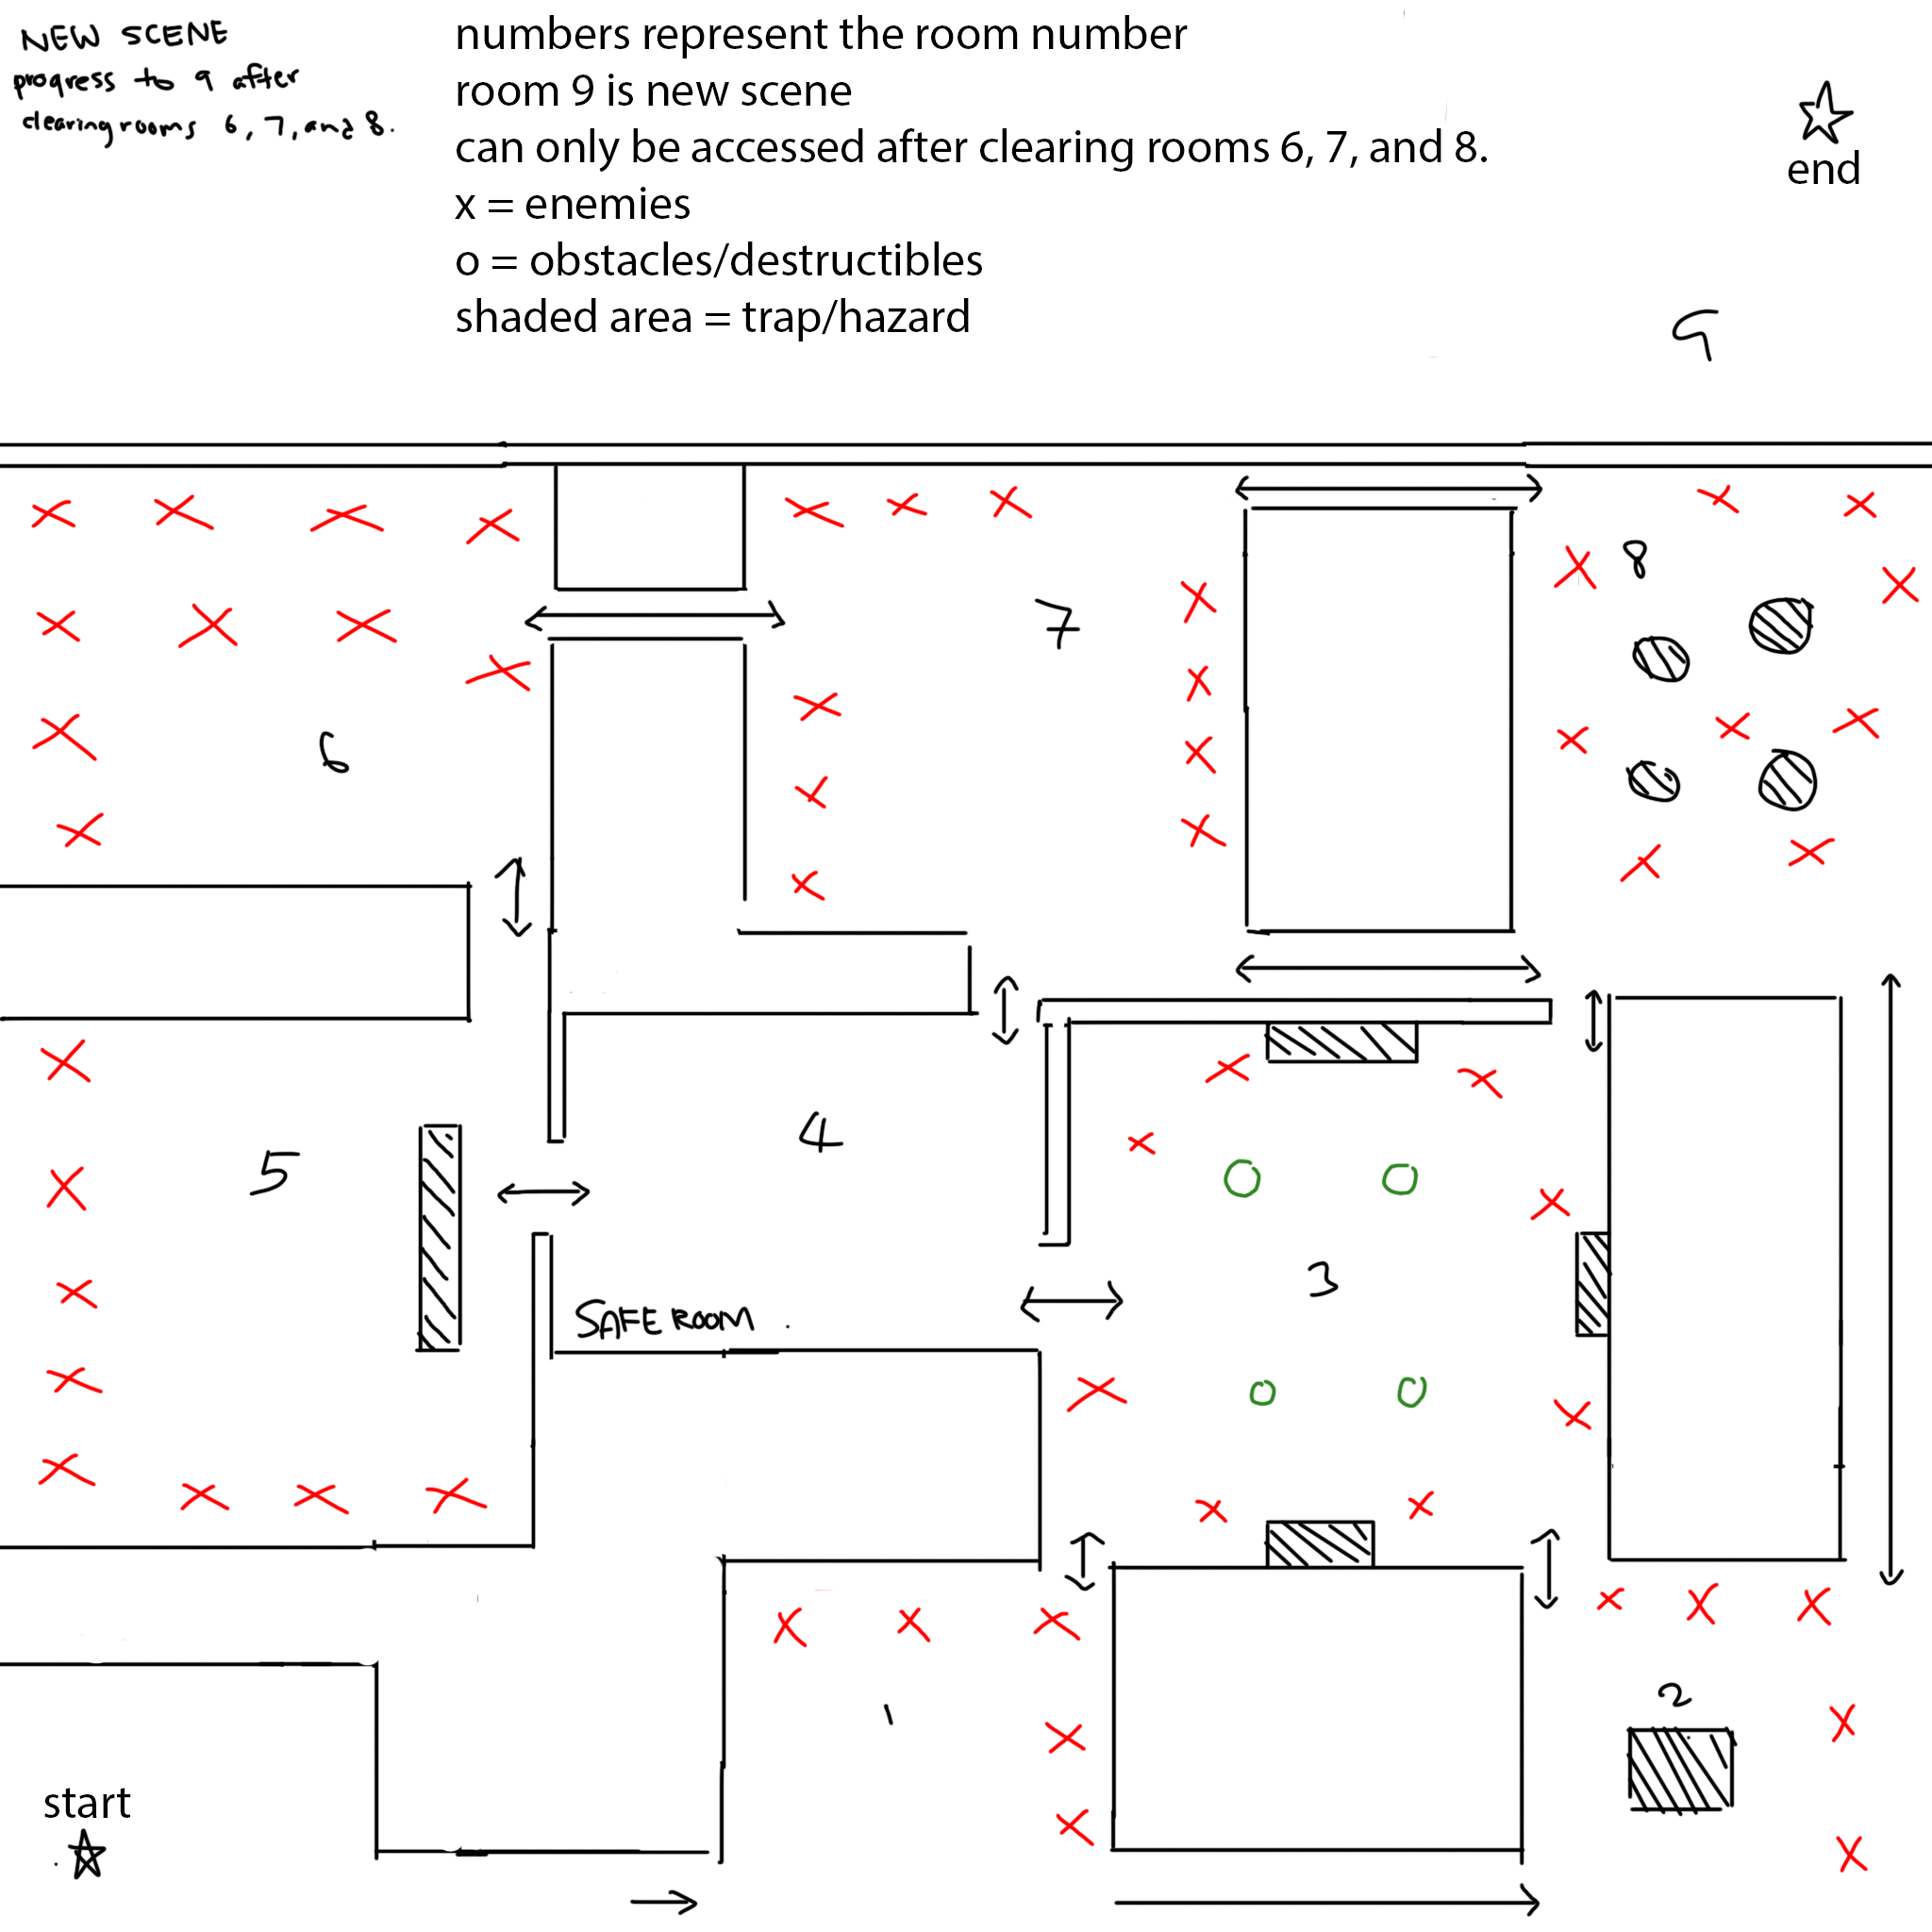 NEW SCENE
progress to 9 after
clearing rooms 6, 7, and 8.
numbers represent the room number
room 9 is new scene
can only be accessed after clearing rooms 6, 7, and 8.
x = enemies
o = obstacles/destructibles
shaded area = trap/hazard
end
9
8
7
6
5
4
3
SAFE ROOM
2
1
start